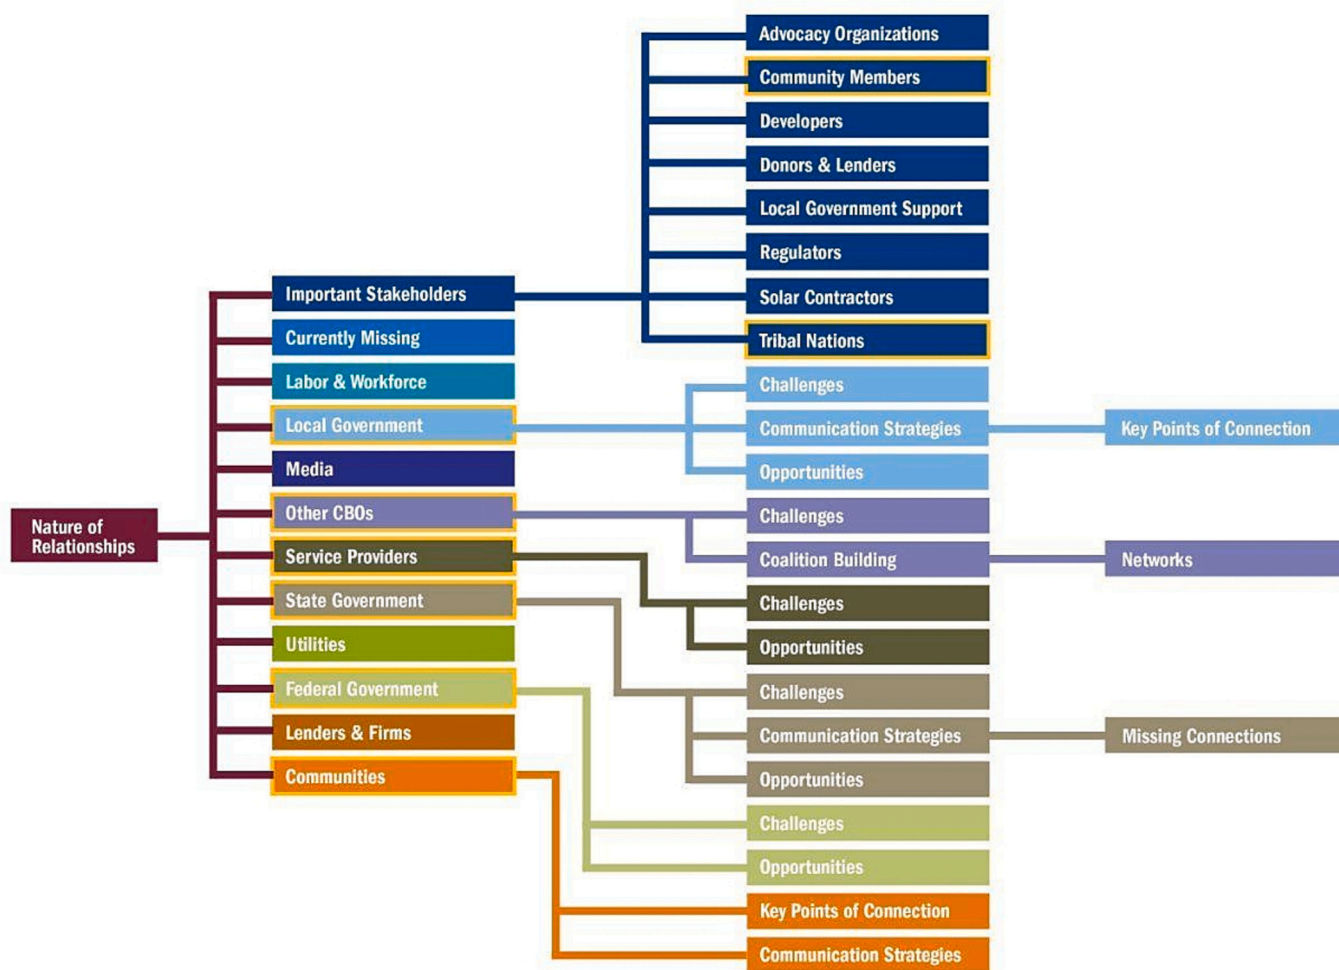 Nature of
Relationships
Important Stakeholders
Currently Missing
Labor & Workforce
Local Government
Media
Other CBOs
Service Providers
State Government
Utilities
Federal Government
Lenders & Firms
Communities
Advocacy Organizations
Community Members
Developers
Donors & Lenders
Local Government Support
Regulators
Solar Contractors
Tribal Nations
Challenges
Communication Strategies
Opportunities
Challenges
Coalition Building
Challenges
Opportunities
Challenges
Communication Strategies
Opportunities
Challenges
Opportunities
Key Points of Connection
Communication Strategies
Key Points of Connection
Networks
Missing Connections